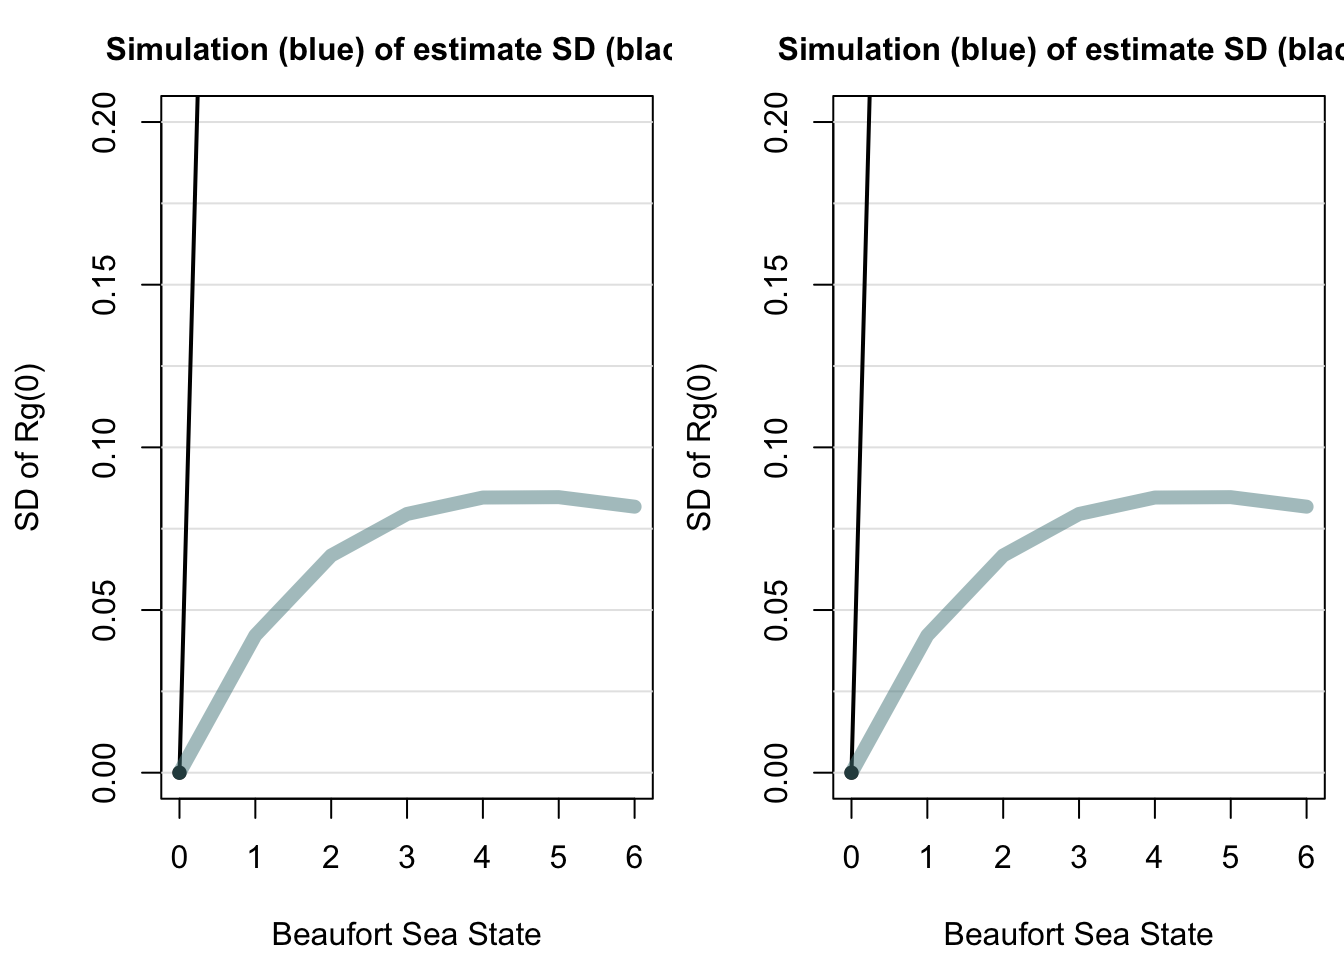 Simulation (blue) of estimate SD (blac
SD of Rg(0)
0.20
0.15
0.10
0.05
0.00
0 1 2 3 4 5 6
Beaufort Sea State
Simulation (blue) of estimate SD (blac
SD of Rg(0)
0.20
0.15
0.10
0.05
0.00
0 1 2 3 4 5 6
Beaufort Sea State